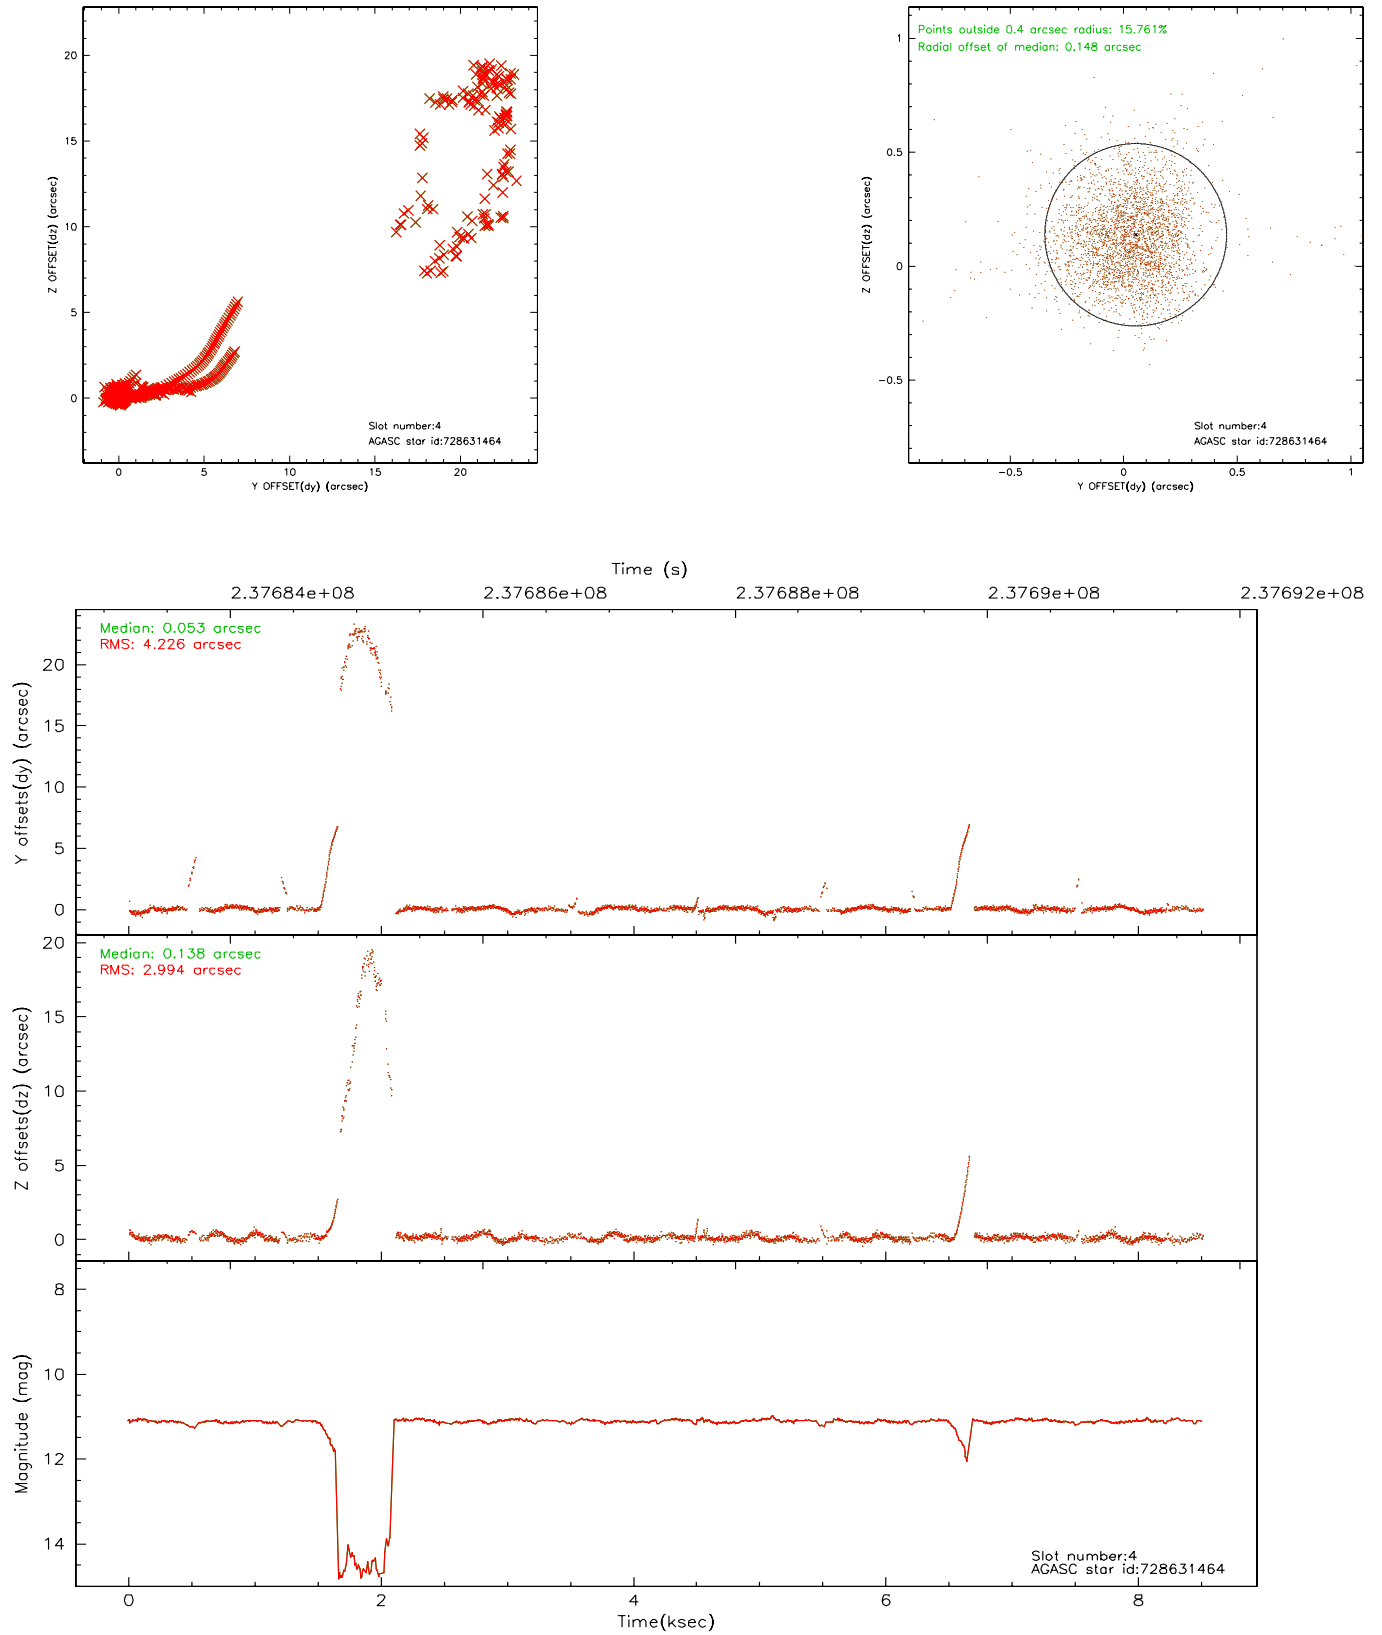 Points outside 0.4 arcsec radius: 15.761%
Radial offset of median: 0.148 arcsec
20
15
10
5
0
Z OFFSET(dz) (arcsec)
Slot number:4
AGASC star id:728631464
0 5 10 15 20
Y OFFSET(dy) (arcsec)
1
0.5
0
−0.5
Z OFFSET(dz) (arcsec)
Slot number:4
AGASC star id:728631464
−0.5 0 0.5 1
Y OFFSET(dy) (arcsec)
Time (s)
2.37684e+08 2.37686e+08 2.37688e+08 2.3769e+08 2.37692e+08
Median: 0.053 arcsec
RMS: 4.226 arcsec
20
15
10
5
0
Y offsets(dy) (arcsec)
Median: 0.138 arcsec
RMS: 2.994 arcsec
20
15
10
5
0
Z offsets(dz) (arcsec)
8
10
12
14
Magnitude (mag)
Slot number:4
AGASC star id:728631464
0 2 4 6 8
Time(ksec)